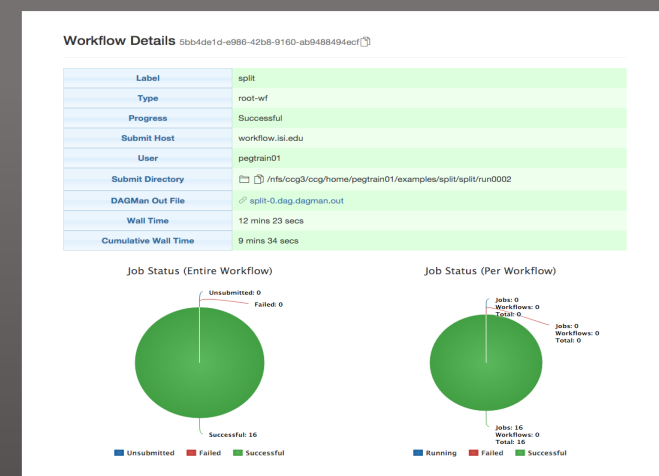 Workflow Details 5bb4de1d-e986-42b8-9160-ab9488494ecf
Label split
Type root-wf
Progress Successful
Submit Host workflow.isi.edu
User pegtrain01
Submit Directory /nfs/ccg3/ccg/home/pegtrain01/examples/split/split/run0002
DAGMan Out File split-0.dag.dagman.out
Wall Time 12 mins 23 secs
Cumulative Wall Time 9 mins 34 secs
Job Status (Entire Workflow)
Unsubmitted: 0
Failed: 0
Successful: 16
Unsubmitted Failed Successful
Job Status (Per Workflow)
Jobs: 0
Workflows: 0
Total: 0
Jobs: 0
Workflows: 0
Total: 0
Jobs: 16
Workflows: 0
Total: 16
Running Failed Successful